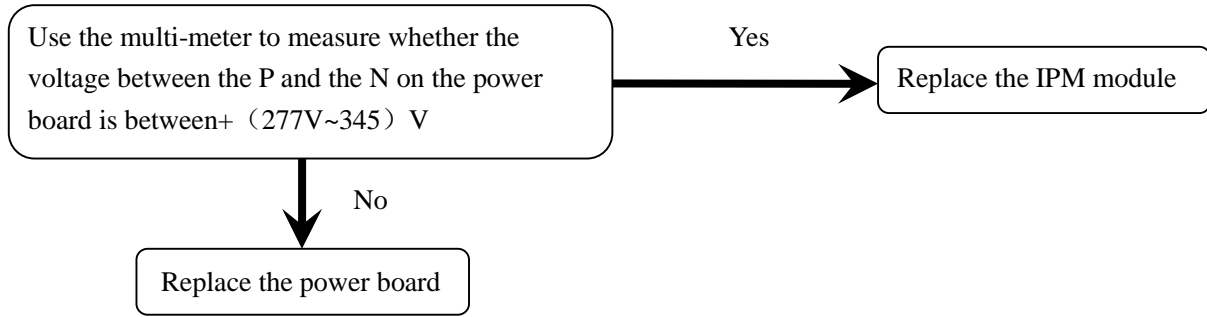 Use the multi-meter to measure whether the
voltage between the P and the N on the power
board is between+（277V~345）V
Yes
Replace the IPM module
No
Replace the power board